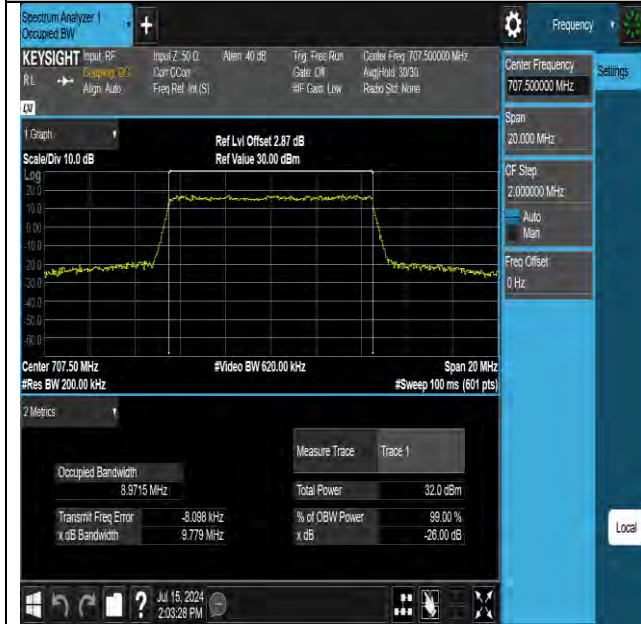 Spectrum Analyzer 1
Occupied BW
Frequency
KEYSIGHT
Input: RF
Input Z: 50 Ω
Atten: 40 dB
Trig: Free Run
Center Freq: 707.500000 MHz
RL
Coupling: DC
Corr CCorr
Gate: Off
Avg|Hold: 30/30
Align: Auto
Freq Ref: Int (S)
#IF Gain: Low
Radio Std: None
LXI
Center Frequency
707.500000 MHz
Settings
Span
20.000 MHz
CF Step
2.000000 MHz
Auto
Man
Freq Offset
0 Hz
Local
1 Graph
Ref Lvl Offset 2.87 dB
Scale/Div 10.0 dB
Ref Value 30.00 dBm
Log
20.0
10.0
0.00
-10.0
-20.0
-30.0
-40.0
-50.0
-60.0
Center 707.50 MHz
#Video BW 620.00 kHz
Span 20 MHz
#Res BW 200.00 kHz
#Sweep 100 ms (601 pts)
2 Metrics
Measure Trace
Trace 1
Occupied Bandwidth
8.9715 MHz
Total Power
32.0 dBm
Transmit Freq Error
-8.098 kHz
% of OBW Power
99.00 %
x dB Bandwidth
9.779 MHz
x dB
-26.00 dB
?
Jul 15, 2024
2:03:28 PM